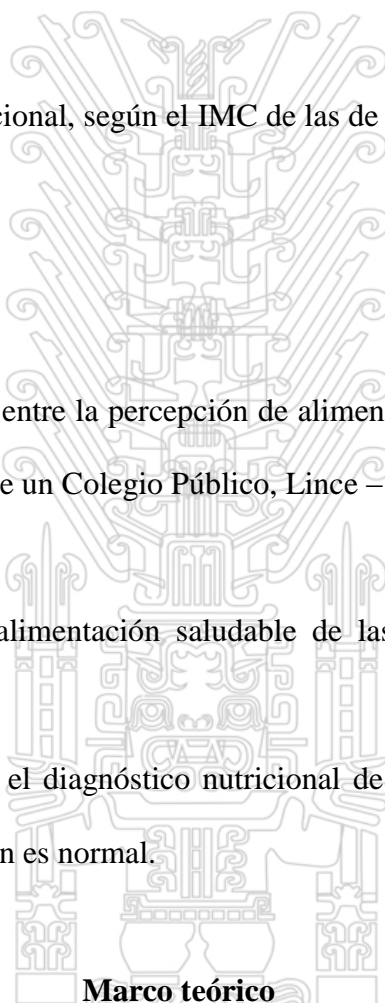 cional, según el IMC de las de
entre la percepción de alimen
e un Colegio Público, Lince –
alimentación saludable de las
el diagnóstico nutricional de
n es normal.
Marco teórico